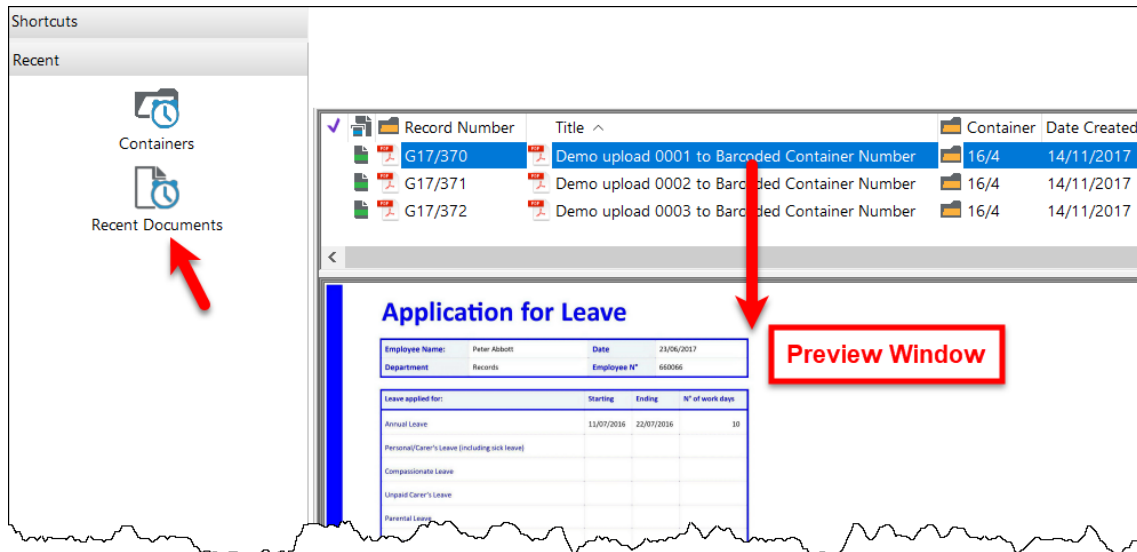 Shortcuts
Recent
Containers
Recent Documents
Record Number Title Container Date Created
G17/370 Demo upload 0001 to Barcoded Container Number 16/4 14/11/2017
G17/371 Demo upload 0002 to Barcoded Container Number 16/4 14/11/2017
G17/372 Demo upload 0003 to Barcoded Container Number 16/4 14/11/2017
Application for Leave
Preview Window
Employee Name: Peter Abbott Date 23/06/2017
Department Records Employee N° 660066
Leave applied for: Starting Ending N° of work days
Annual Leave 11/07/2016 22/07/2016 10
Personal/Carer's Leave (including sick leave)
Compassionate Leave
Unpaid Carer's Leave
Parental Leave